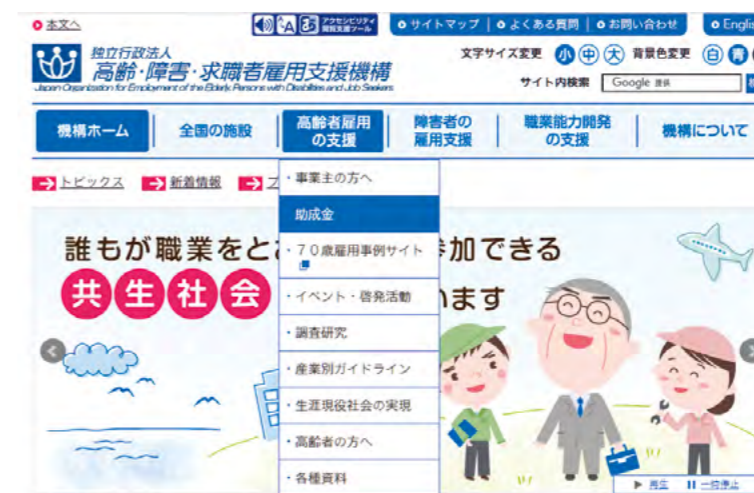 本文へ
アクセシビリティ
閲覧支援ツール
サイトマップ
よくある質問
お問い合わせ
Englis
独立行政法人
高齢・障害・求職者雇用支援機構
Japan Organization for Employment of the Elderly, Persons with Disabilities and Job Seekers
文字サイズ変更 小 中 大 背景色変更 白 青
サイト内検索 Google 提供
機構ホーム
全国の施設
高齢者雇用
の支援
障害者の
雇用支援
職業能力開発
の支援
機構について
トピックス
新着情報
プ
・事業主の方へ
助成金
・70歳雇用事例サイト
・イベント・啓発活動
・調査研究
・産業別ガイドライン
・生涯現役社会の実現
・高齢者の方へ
・各種資料
誰もが職業をと
参加できる
共生社会
います
再生
一時停止